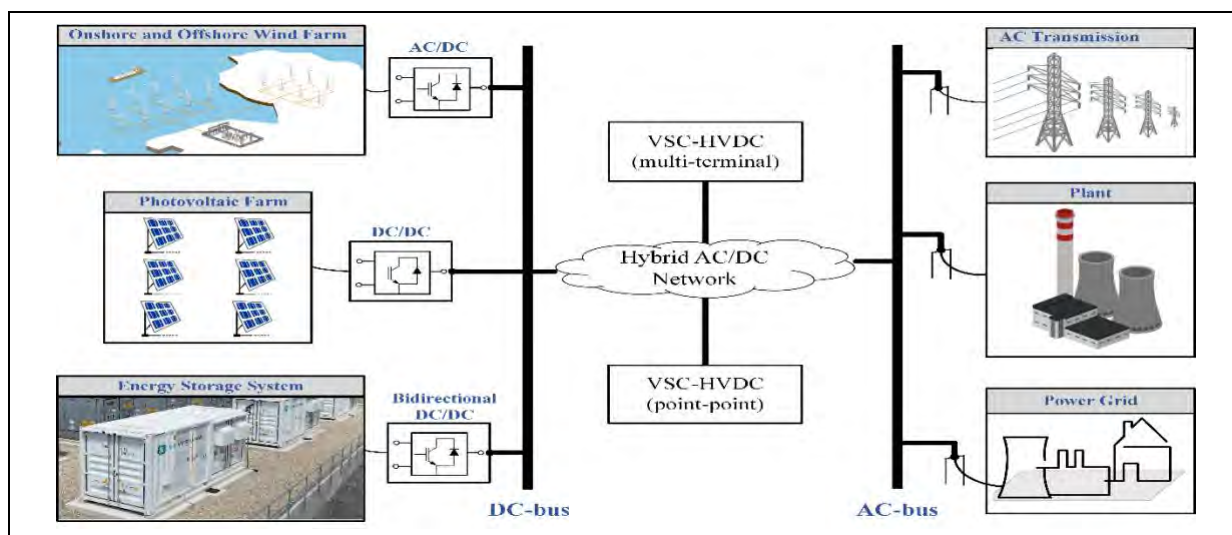 Onshore and Offshore Wind Farm
AC/DC
AC Transmission
VSC-HVDC
(multi-terminal)
Photovoltaic Farm
DC/DC
Hybrid AC/DC
Network
Plant
Energy Storage System
Bidirectional
DC/DC
VSC-HVDC
(point-point)
Power Grid
DC-bus
AC-bus